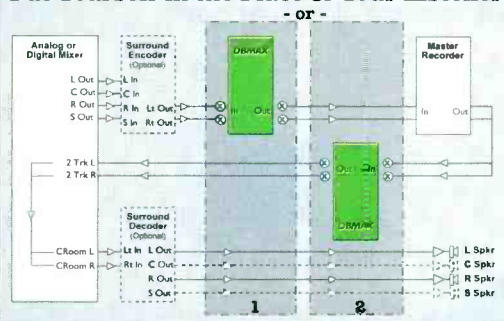 - or -
Analog or
Digital Mixer
Surround
Encoder
(Optional)
DBMAX
Master
Recorder
L Out
L In
C Out
C In
R Out
R In
Lt Out
In
Out
In
Out
S Out
S In
Rt Out
2 Trk L
2 Trk R
Out
In
DBMAX
Surround
Decoder
(Optional)
CRoom L
Lt In
L Out
L Spkr
CRoom R
Rt In
C Out
C Spkr
R Out
R Spkr
S Out
S Spkr
1
2